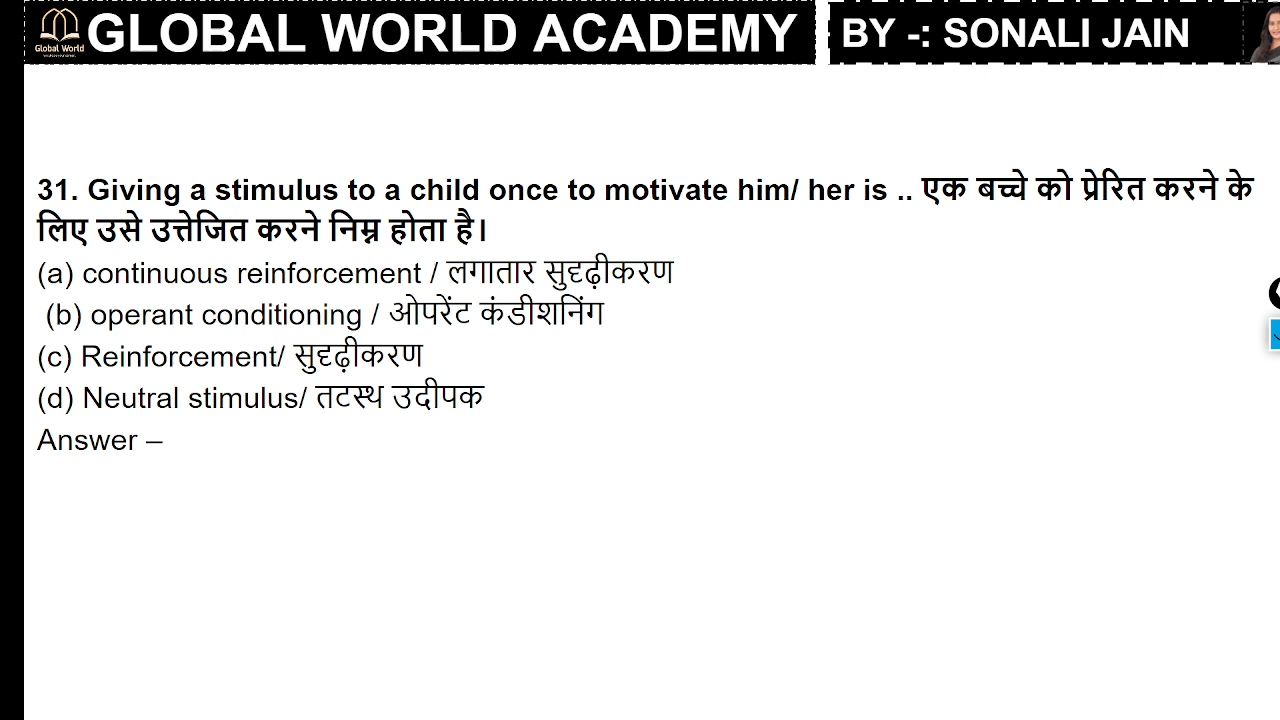 GLOBAL WORLD ACADEMY
BY -: SONALI JAIN
Global World
31. Giving a stimulus to a child once to motivate him/ her is .. एक बच्चे को प्रेरित करने के
लिए उसे उत्तेजित करने निम्न होता है।
(a) continuous reinforcement / लगातार सुदृढ़ीकरण
(b) operant conditioning / ओपरेंट कंडीशनिंग
(c) Reinforcement/ सुदृढ़ीकरण
(d) Neutral stimulus/ तटस्थ उदीपक
Answer –